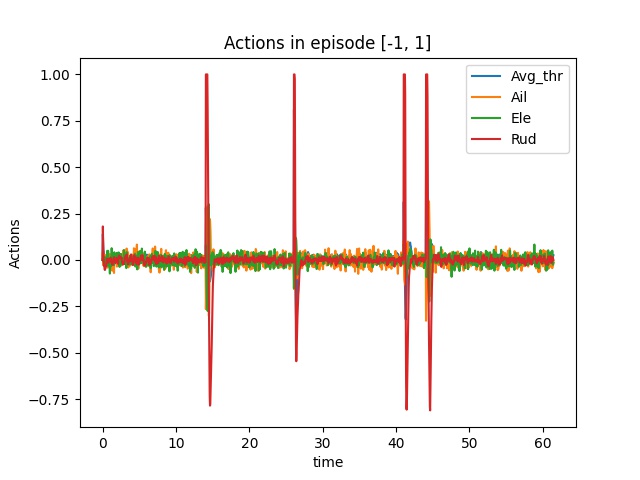 Actions in episode [-1, 1]
1.00
0.75
0.50
0.25
0.00
−0.25
−0.50
−0.75
Actions
Avg_thr
Ail
Ele
Rud
0 10 20 30 40 50 60
time